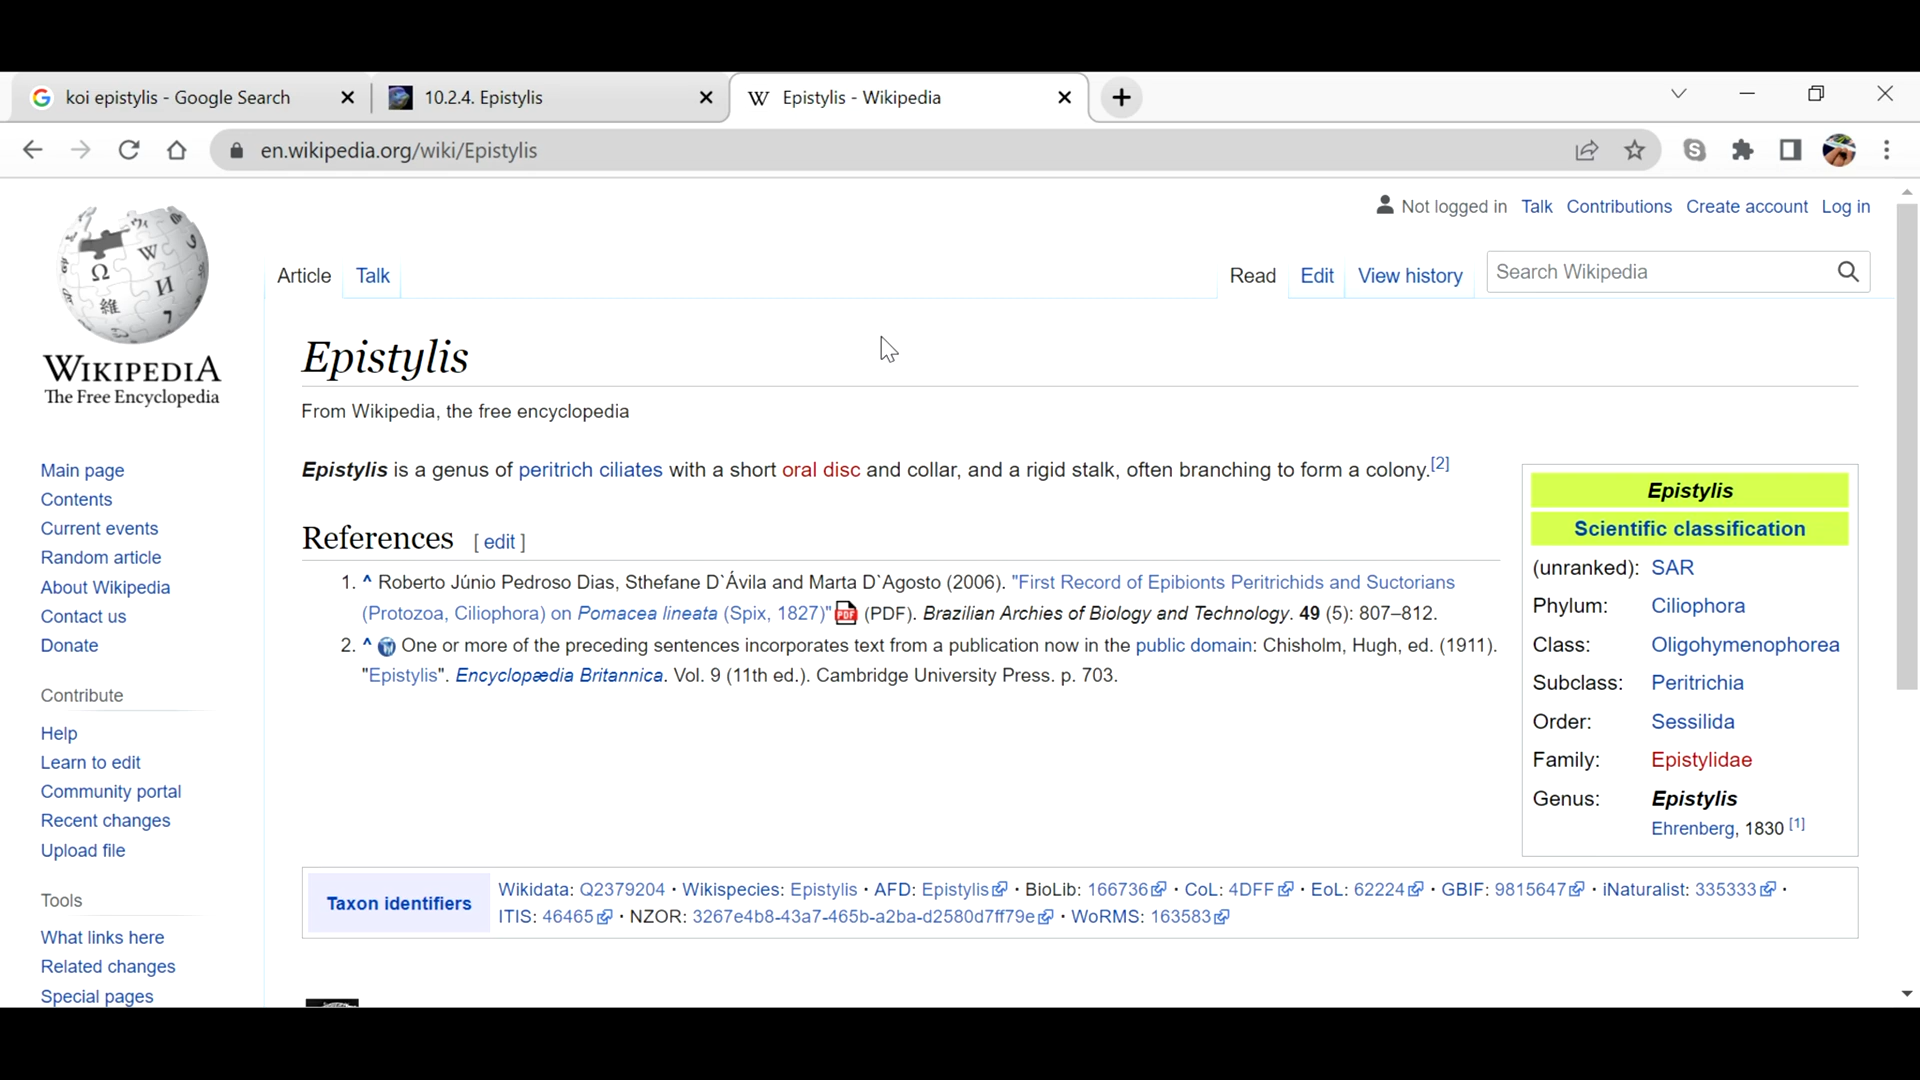 koi epistylis - Google Search
10.2.4. Epistylis
Epistylis - Wikipedia
en.wikipedia.org/wiki/Epistylis
Not logged in Talk Contributions Create account Log in
Article Talk
Read Edit View history
Search Wikipedia
WIKIPEDIA
The Free Encyclopedia
Main page
Contents
Current events
Random article
About Wikipedia
Contact us
Donate
Contribute
Help
Learn to edit
Community portal
Recent changes
Upload file
Tools
What links here
Related changes
Special pages
Epistylis
From Wikipedia, the free encyclopedia
Epistylis is a genus of peritrich ciliates with a short oral disc and collar, and a rigid stalk, often branching to form a colony.[2]
References [ edit ]
1. ^ Roberto Júnio Pedroso Dias, Sthefane D`Ávila and Marta D`Agosto (2006). "First Record of Epibionts Peritrichids and Suctorians
(Protozoa, Ciliophora) on Pomacea lineata (Spix, 1827)" (PDF). Brazilian Archies of Biology and Technology. 49 (5): 807–812.
2. ^ One or more of the preceding sentences incorporates text from a publication now in the public domain: Chisholm, Hugh, ed. (1911).
"Epistylis". Encyclopædia Britannica. Vol. 9 (11th ed.). Cambridge University Press. p. 703.
Epistylis
Scientific classification
(unranked): SAR
Phylum: Ciliophora
Class: Oligohymenophorea
Subclass: Peritrichia
Order: Sessilida
Family: Epistylidae
Genus: Epistylis
Ehrenberg, 1830 [1]
Taxon identifiers
Wikidata: Q2379204 · Wikispecies: Epistylis · AFD: Epistylis · BioLib: 166736 · CoL: 4DFF · EoL: 62224 · GBIF: 9815647 · iNaturalist: 335333 ·
ITIS: 46465 · NZOR: 3267e4b8-43a7-465b-a2ba-d2580d7ff79e · WoRMS: 163583